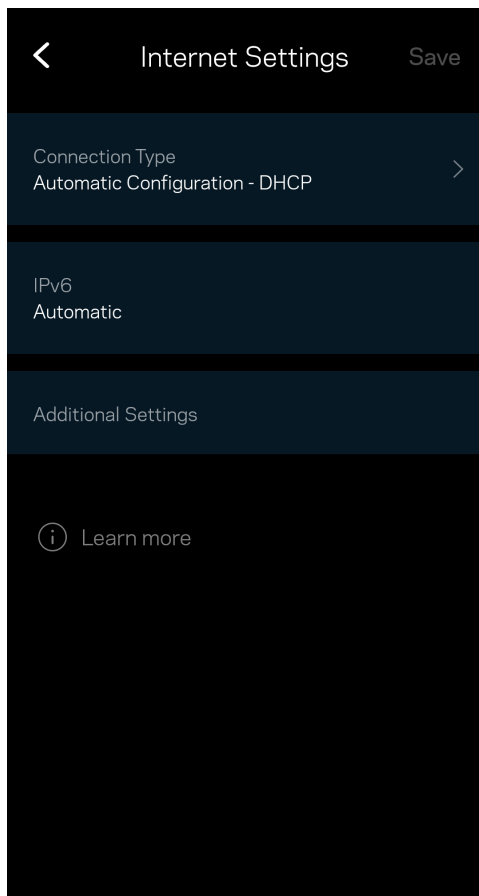 Internet Settings
Save
Connection Type
Automatic Configuration - DHCP
IPv6
Automatic
Additional Settings
Learn more